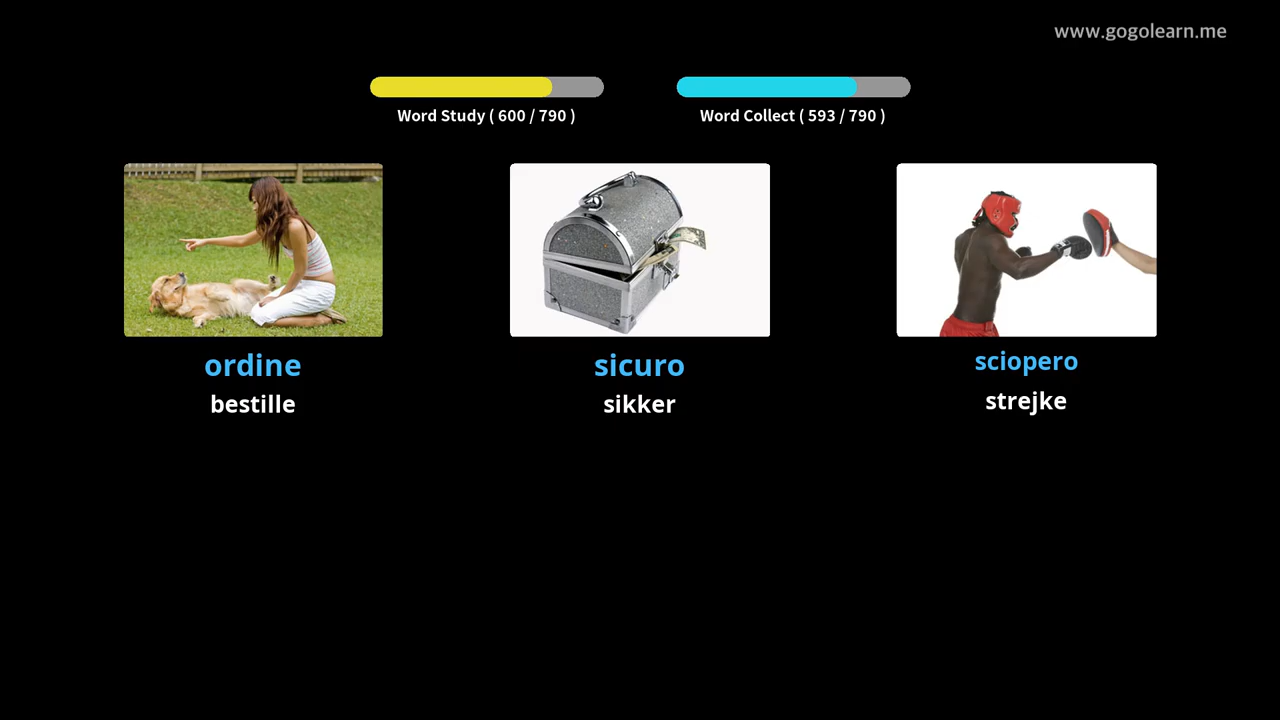 www.gogolearn.me
Word Study ( 600 / 790 )
Word Collect ( 593 / 790 )
ordine
bestille
sicuro
sikker
sciopero
strejke